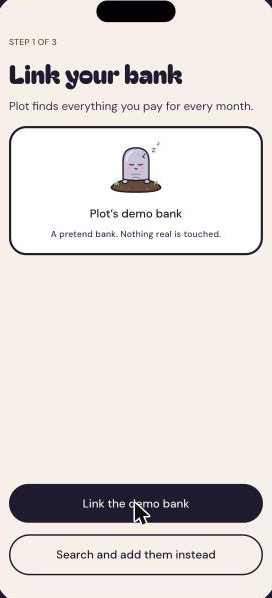 STEP 1 OF 3
Link your bank
Plot finds everything you pay for every month.
z z
Plot's demo bank
A pretend bank. Nothing real is touched.
Link the demo bank
Search and add them instead